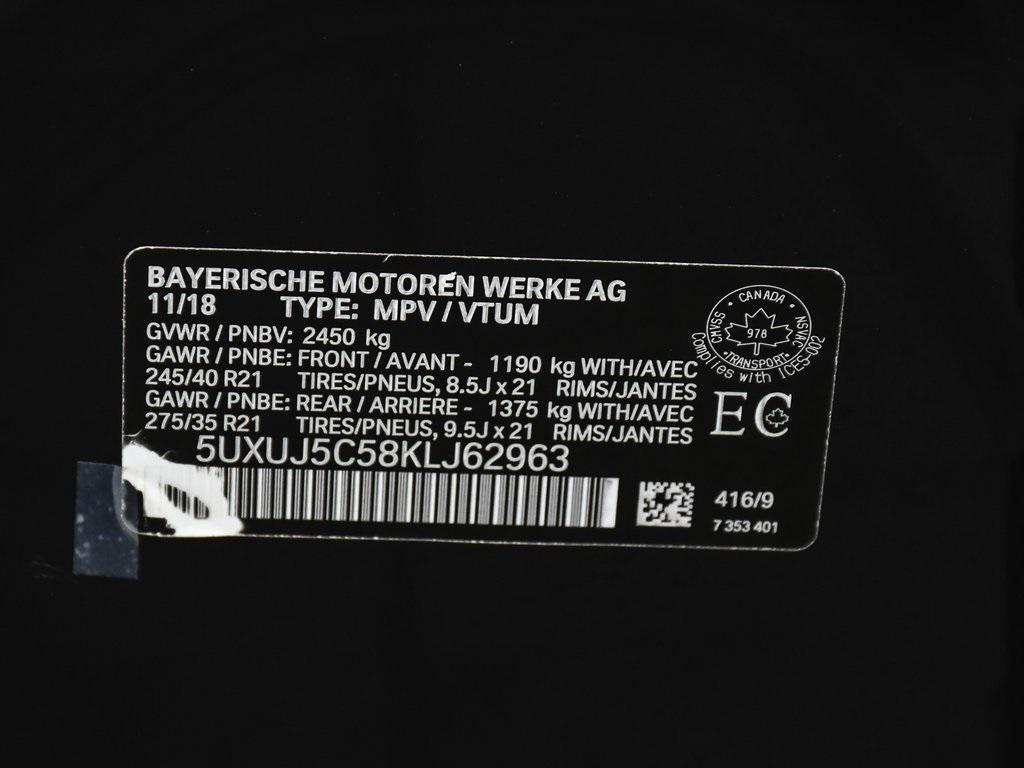 BAYERISCHE MOTOREN WERKE AG
11/18 TYPE: MPV / VTUM
GVWR / PNBV: 2450 kg
GAWR / PNBE: FRONT / AVANT - 1190 kg WITH/AVEC
245/40 R21 TIRES/PNEUS, 8.5J x 21 RIMS/JANTES
GAWR / PNBE: REAR / ARRIERE - 1375 kg WITH/AVEC
275/35 R21 TIRES/PNEUS, 9.5J x 21 RIMS/JANTES
5UXUJ5C58KLJ62963
CANADA
CMVSS
978
NSVAC
TRANSPORT
Complies with ICES-002
EC
416/9
7 353 401